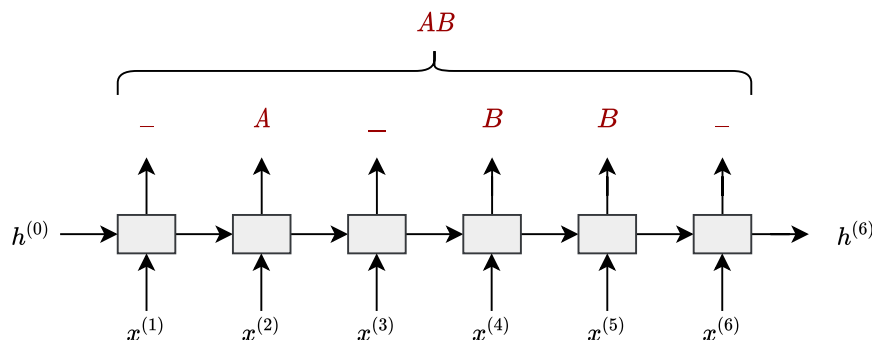 AB
_ A _ B B _
h^{(0)} h^{(6)}
x^{(1)} x^{(2)} x^{(3)} x^{(4)} x^{(5)} x^{(6)}